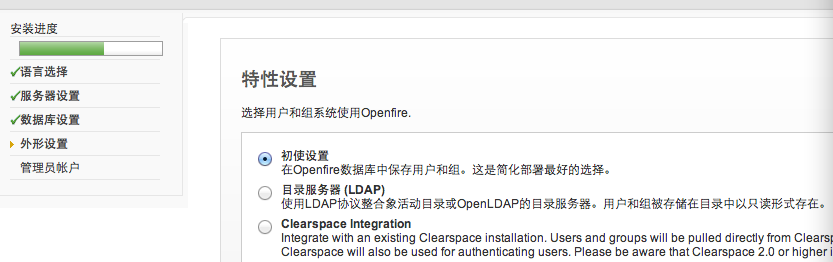 安装进度
语言选择
服务器设置
数据库设置
外形设置
管理员帐户
特性设置
选择用户和组系统使用Openfire.
初使设置
在Openfire数据库中保存用户和组。这是简化部署最好的选择。
目录服务器 (LDAP)
使用LDAP协议整合象活动目录或OpenLDAP的目录服务器。用户和组被存储在目录中以只读形式存在。
Clearspace Integration
Integrate with an existing Clearspace installation. Users and groups will be pulled directly from Clearsp
Clearspace will also be used for authenticating users. Please be aware that Clearspace 2.0 or higher i